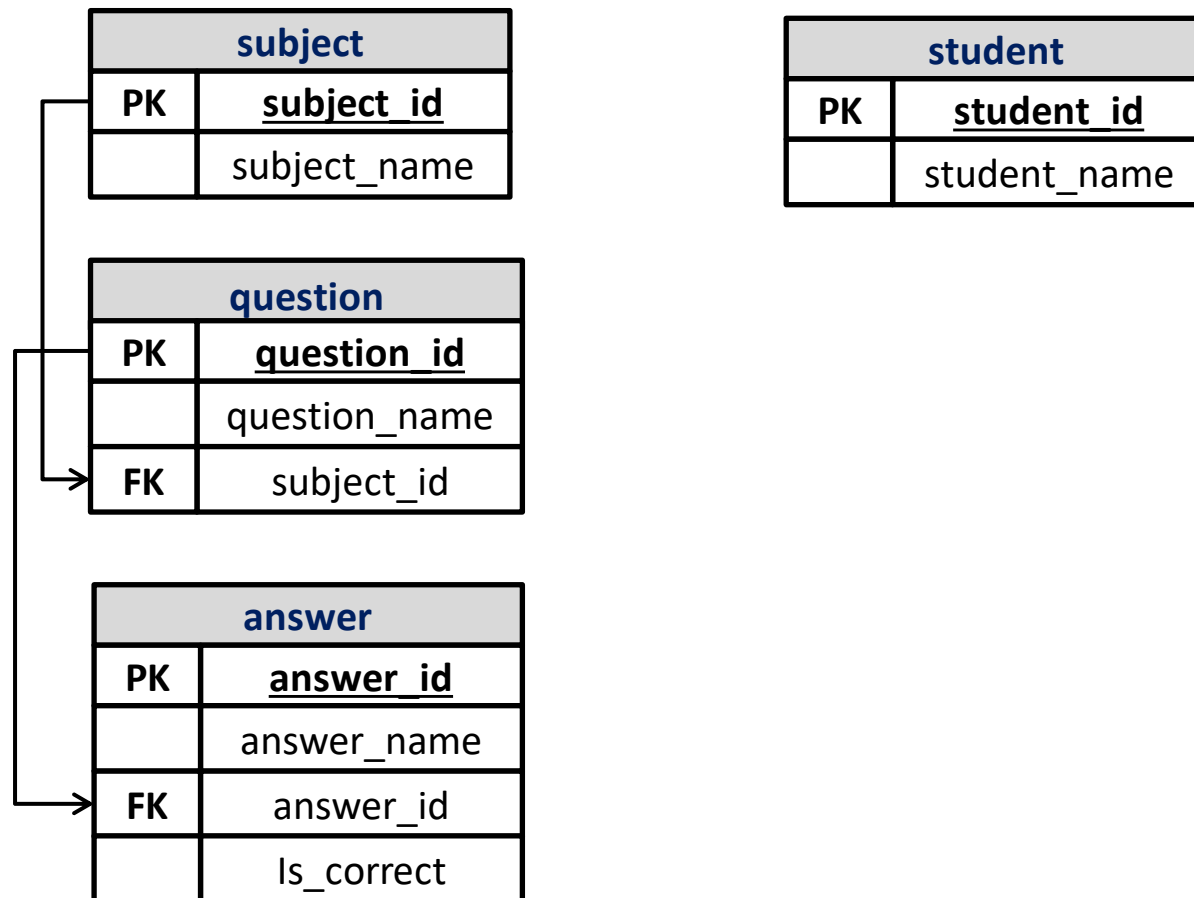 subject
PK subject_id
subject_name
student
PK student_id
student_name
question
PK question_id
question_name
FK subject_id
answer
PK answer_id
answer_name
FK answer_id
Is_correct